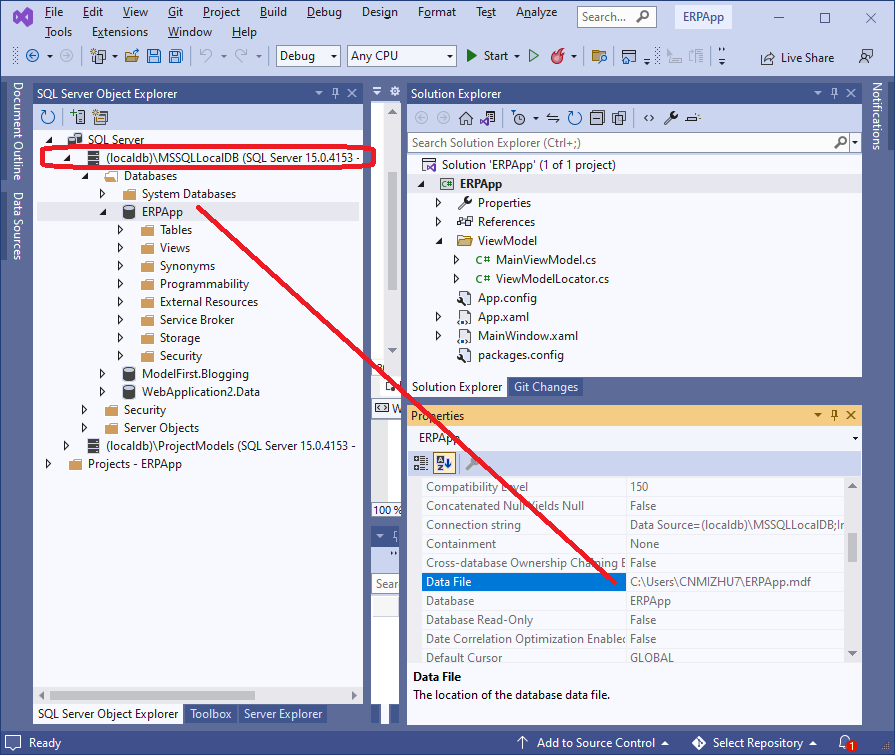 File Edit View Git Project Build Debug Design Format Test Analyze
Search... ERPApp
Tools Extensions Window Help
Debug Any CPU Start Live Share
Document Outline
Data Sources
SQL Server Object Explorer
SQL Server
(localdb)\MSSQLLocalDB (SQL Server 15.0.4153 -
Databases
System Databases
ERPApp
Tables
Views
Synonyms
Programmability
External Resources
Service Broker
Storage
Security
ModelFirst.Blogging
WebApplication2.Data
Security
Server Objects
(localdb)\ProjectModels (SQL Server 15.0.4153 -
Projects - ERPApp
SQL Server Object Explorer Toolbox Server Explorer
100 %
Sear
Solution Explorer
Search Solution Explorer (Ctrl+;)
Solution 'ERPApp' (1 of 1 project)
C# ERPApp
Properties
References
ViewModel
C# MainViewModel.cs
C# ViewModelLocator.cs
App.config
App.xaml
MainWindow.xaml
packages.config
Solution Explorer Git Changes
Notifications
Properties
ERPApp
Compatibility Level 150
Concatenated Null Yields Null False
Connection string Data Source=(localdb)\MSSQLLocalDB;In
Containment None
Cross-database Ownership Chaining E False
Data File C:\Users\CNMIZHU7\ERPApp.mdf
Database ERPApp
Database Read-Only False
Date Correlation Optimization Enabled False
Default Cursor GLOBAL
Data File
The location of the database data file.
Ready Add to Source Control Select Repository 1